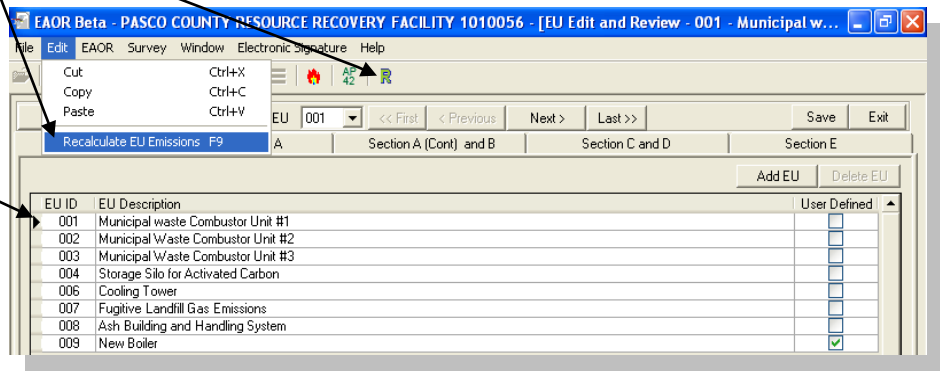 EAOR Beta - PASCO COUNTY RESOURCE RECOVERY FACILITY 1010056 - [EU Edit and Review - 001 - Municipal w...
File Edit EAOR Survey Window Electronic Signature Help
AP 42 R
Cut Ctrl+X
Copy Ctrl+C
Paste Ctrl+V
Recalculate EU Emissions F9
EU 001 << First < Previous Next > Last >> Save Exit
A Section A (Cont) and B Section C and D Section E
Add EU Delete EU
EU ID EU Description User Defined
001 Municipal waste Combustor Unit #1
002 Municipal Waste Combustor Unit #2
003 Municipal Waste Combustor Unit #3
004 Storage Silo for Activated Carbon
006 Cooling Tower
007 Fugitive Landfill Gas Emissions
008 Ash Building and Handling System
009 New Boiler